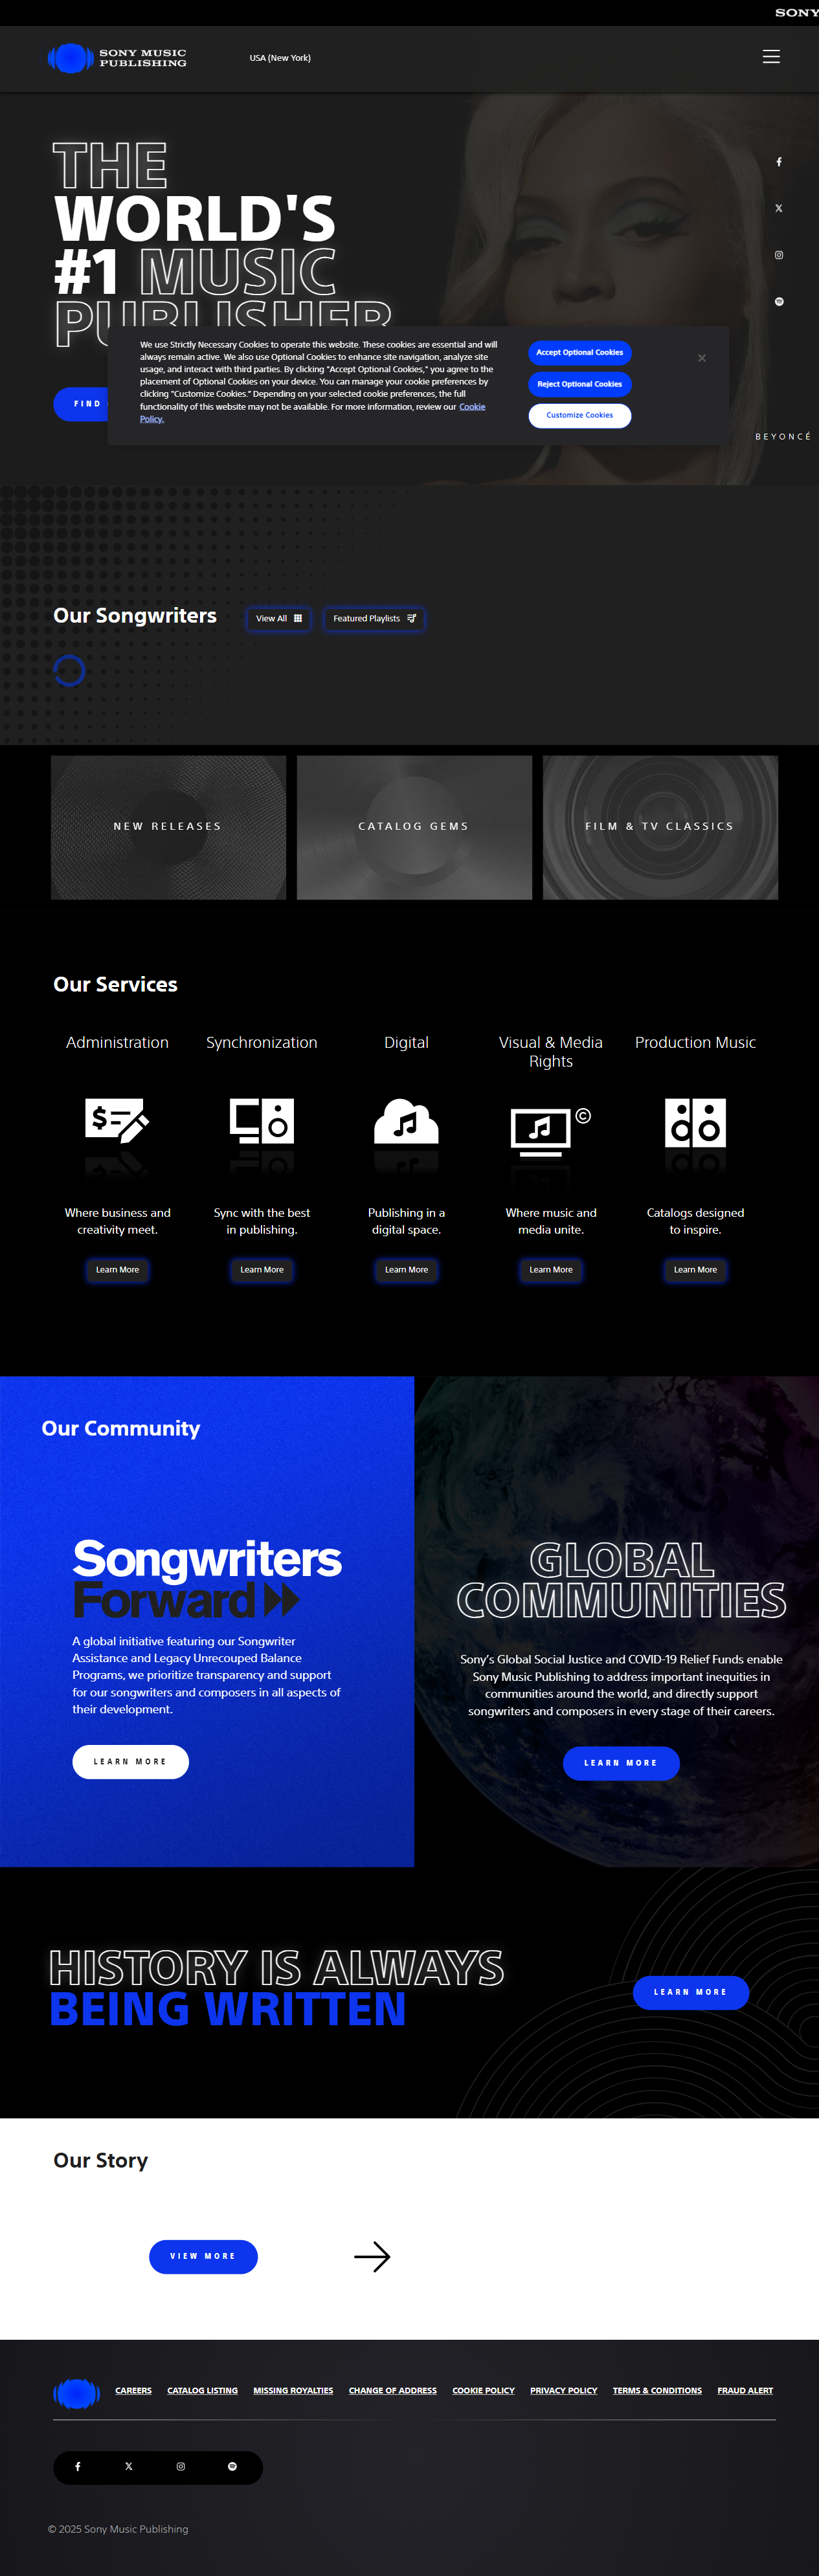 SONY
SONY MUSIC
PUBLISHING
USA (New York)
THE
WORLD'S
#1 MUSIC
PUBLISHER
We use Strictly Necessary Cookies to operate this website. These cookies are essential and will
always remain active. We also use Optional Cookies to enhance site navigation, analyze site
usage, and interact with third parties. By clicking "Accept Optional Cookies," you agree to the
placement of Optional Cookies on your device. You can manage your cookie preferences by
clicking "Customize Cookies." Depending on your selected cookie preferences, the full
functionality of this website may not be available. For more information, review our Cookie
Policy.
Accept Optional Cookies
Reject Optional Cookies
Customize Cookies
FIND
BEYONCÉ
Our Songwriters
View All
Featured Playlists
NEW RELEASES
CATALOG GEMS
FILM & TV CLASSICS
Our Services
Administration
Where business and
creativity meet.
Learn More
Synchronization
Sync with the best
in publishing.
Learn More
Digital
Publishing in a
digital space.
Learn More
Visual & Media
Rights
Where music and
media unite.
Learn More
Production Music
Catalogs designed
to inspire.
Learn More
Our Community
Songwriters
Forward
A global initiative featuring our Songwriter
Assistance and Legacy Unrecouped Balance
Programs, we prioritize transparency and support
for our songwriters and composers in all aspects of
their development.
LEARN MORE
GLOBAL
COMMUNITIES
Sony's Global Social Justice and COVID-19 Relief Funds enable
Sony Music Publishing to address important inequities in
communities around the world, and directly support
songwriters and composers in every stage of their careers.
LEARN MORE
HISTORY IS ALWAYS
BEING WRITTEN
LEARN MORE
Our Story
VIEW MORE
CAREERS
CATALOG LISTING
MISSING ROYALTIES
CHANGE OF ADDRESS
COOKIE POLICY
PRIVACY POLICY
TERMS & CONDITIONS
FRAUD ALERT
© 2025 Sony Music Publishing